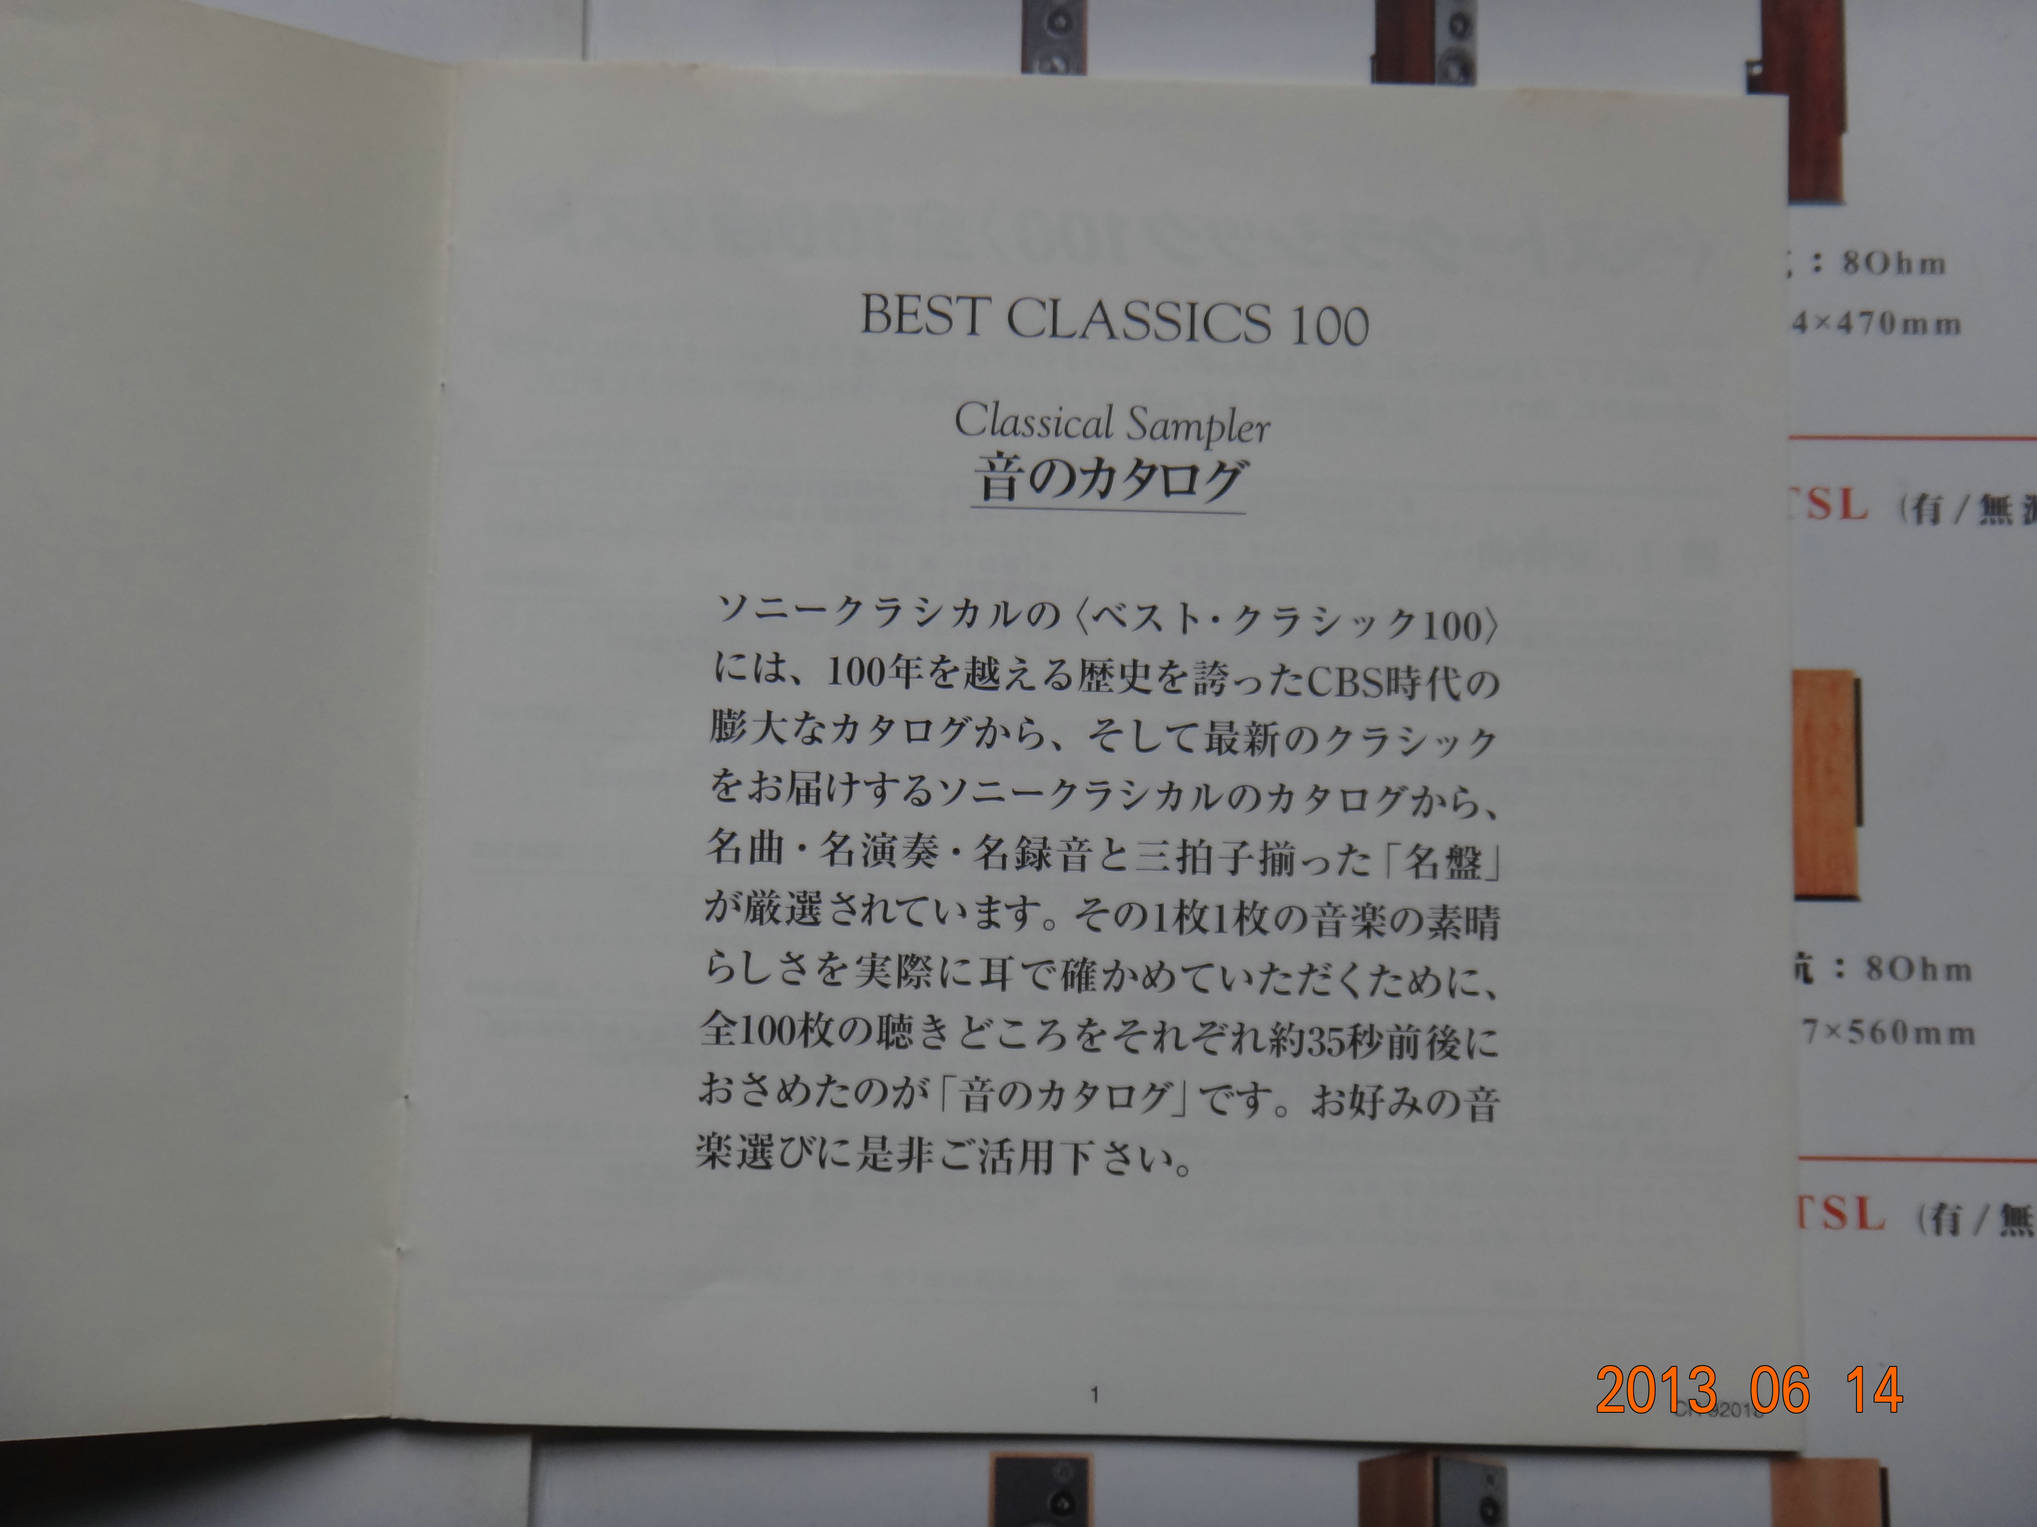 BEST CLASSICS 100
Classical Sampler
音のカタログ
ソニークラシカルの〈ベスト・クラシック100〉
には、100年を越える歴史を誇ったCBS時代の
膨大なカタログから、そして最新のクラシック
をお届けするソニークラシカルのカタログから、
名曲・名演奏・名録音と三拍子揃った「名盤」
が厳選されています。その1枚1枚の音楽の素晴
らしさを実際に耳で確かめていただくために、
全100枚の聴きどころをそれぞれ約35秒前後に
おさめたのが「音のカタログ」です。お好みの音
楽選びに是非ご活用下さい。
1
: 8Ohm
4×470mm
TSL (有/無源
抗: 8Ohm
7×560mm
TSL (有/無
2013 06 14